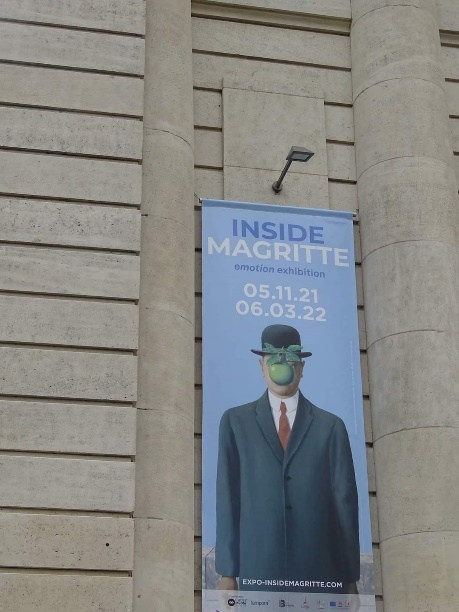 INSIDE
MAGRITTE
emotion exhibition
05.11.21
06.03.22
EXPO-INSIDEMAGRITTE.COM